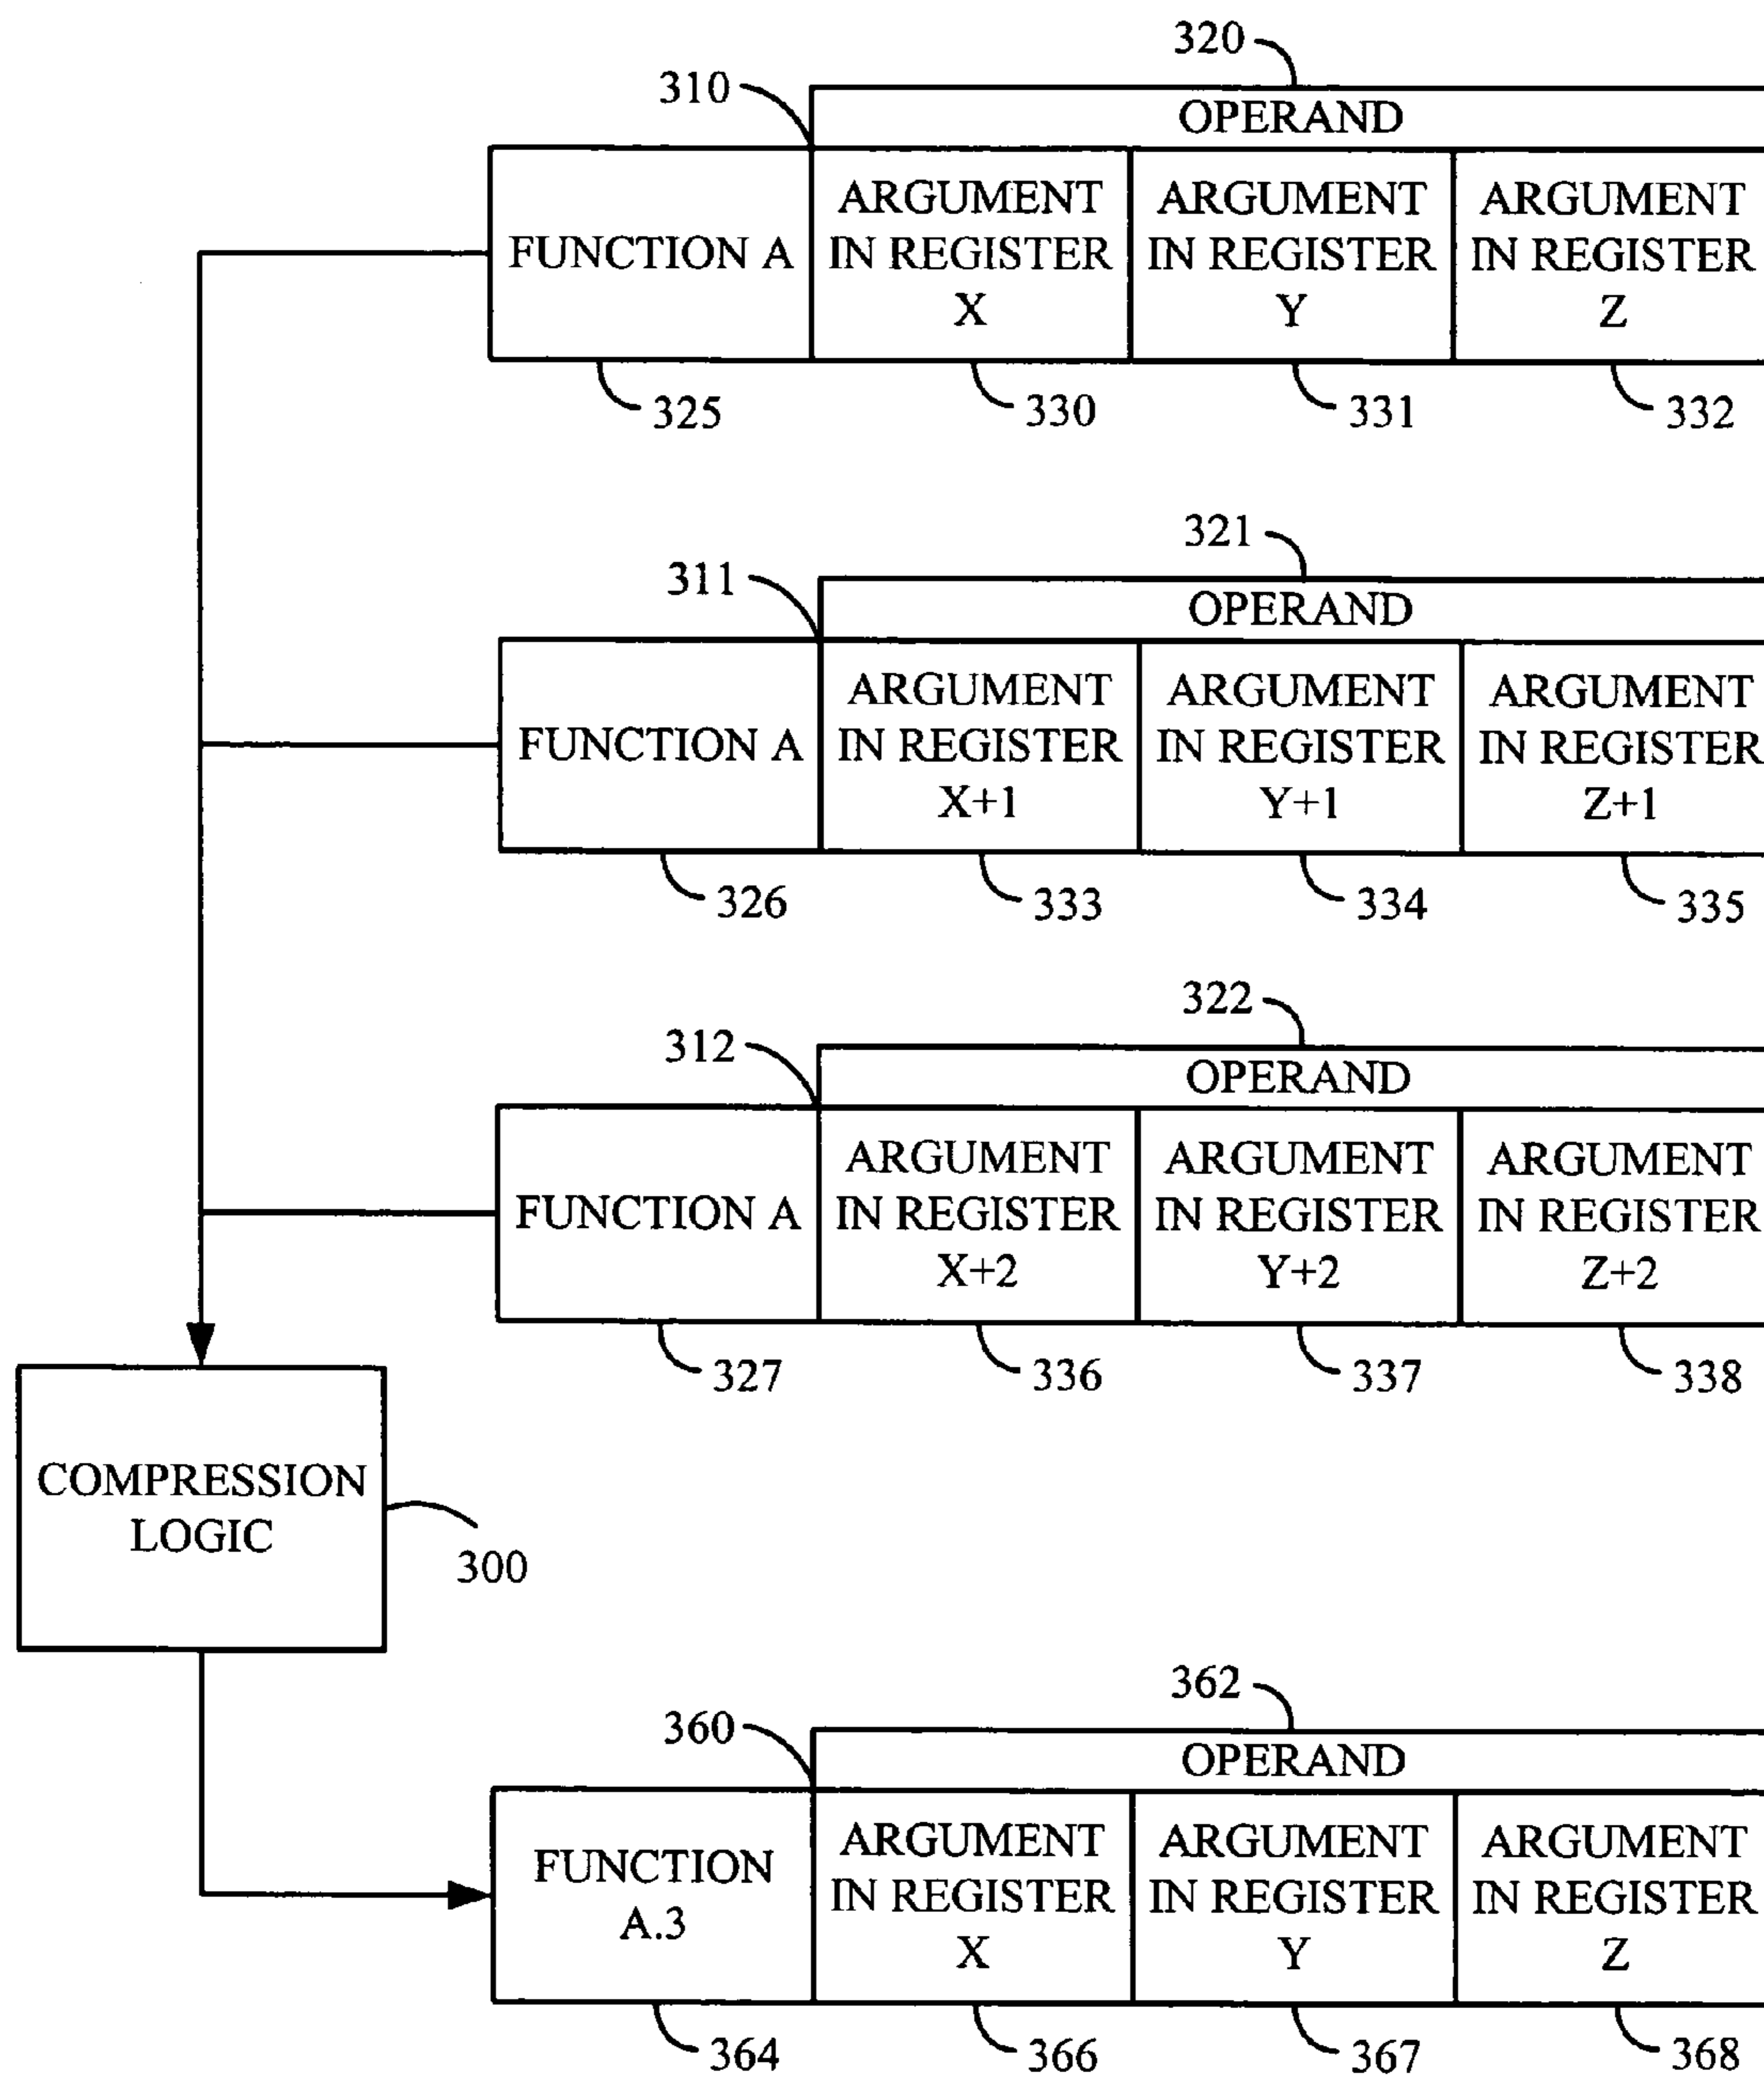 320
310
OPERAND
FUNCTION A
ARGUMENT
IN REGISTER
X
ARGUMENT
IN REGISTER
Y
ARGUMENT
IN REGISTER
Z
325
330
331
332
321
311
OPERAND
FUNCTION A
ARGUMENT
IN REGISTER
X+1
ARGUMENT
IN REGISTER
Y+1
ARGUMENT
IN REGISTER
Z+1
326
333
334
335
322
312
OPERAND
FUNCTION A
ARGUMENT
IN REGISTER
X+2
ARGUMENT
IN REGISTER
Y+2
ARGUMENT
IN REGISTER
Z+2
327
336
337
338
COMPRESSION
LOGIC
300
362
360
OPERAND
FUNCTION
A.3
ARGUMENT
IN REGISTER
X
ARGUMENT
IN REGISTER
Y
ARGUMENT
IN REGISTER
Z
364
366
367
368